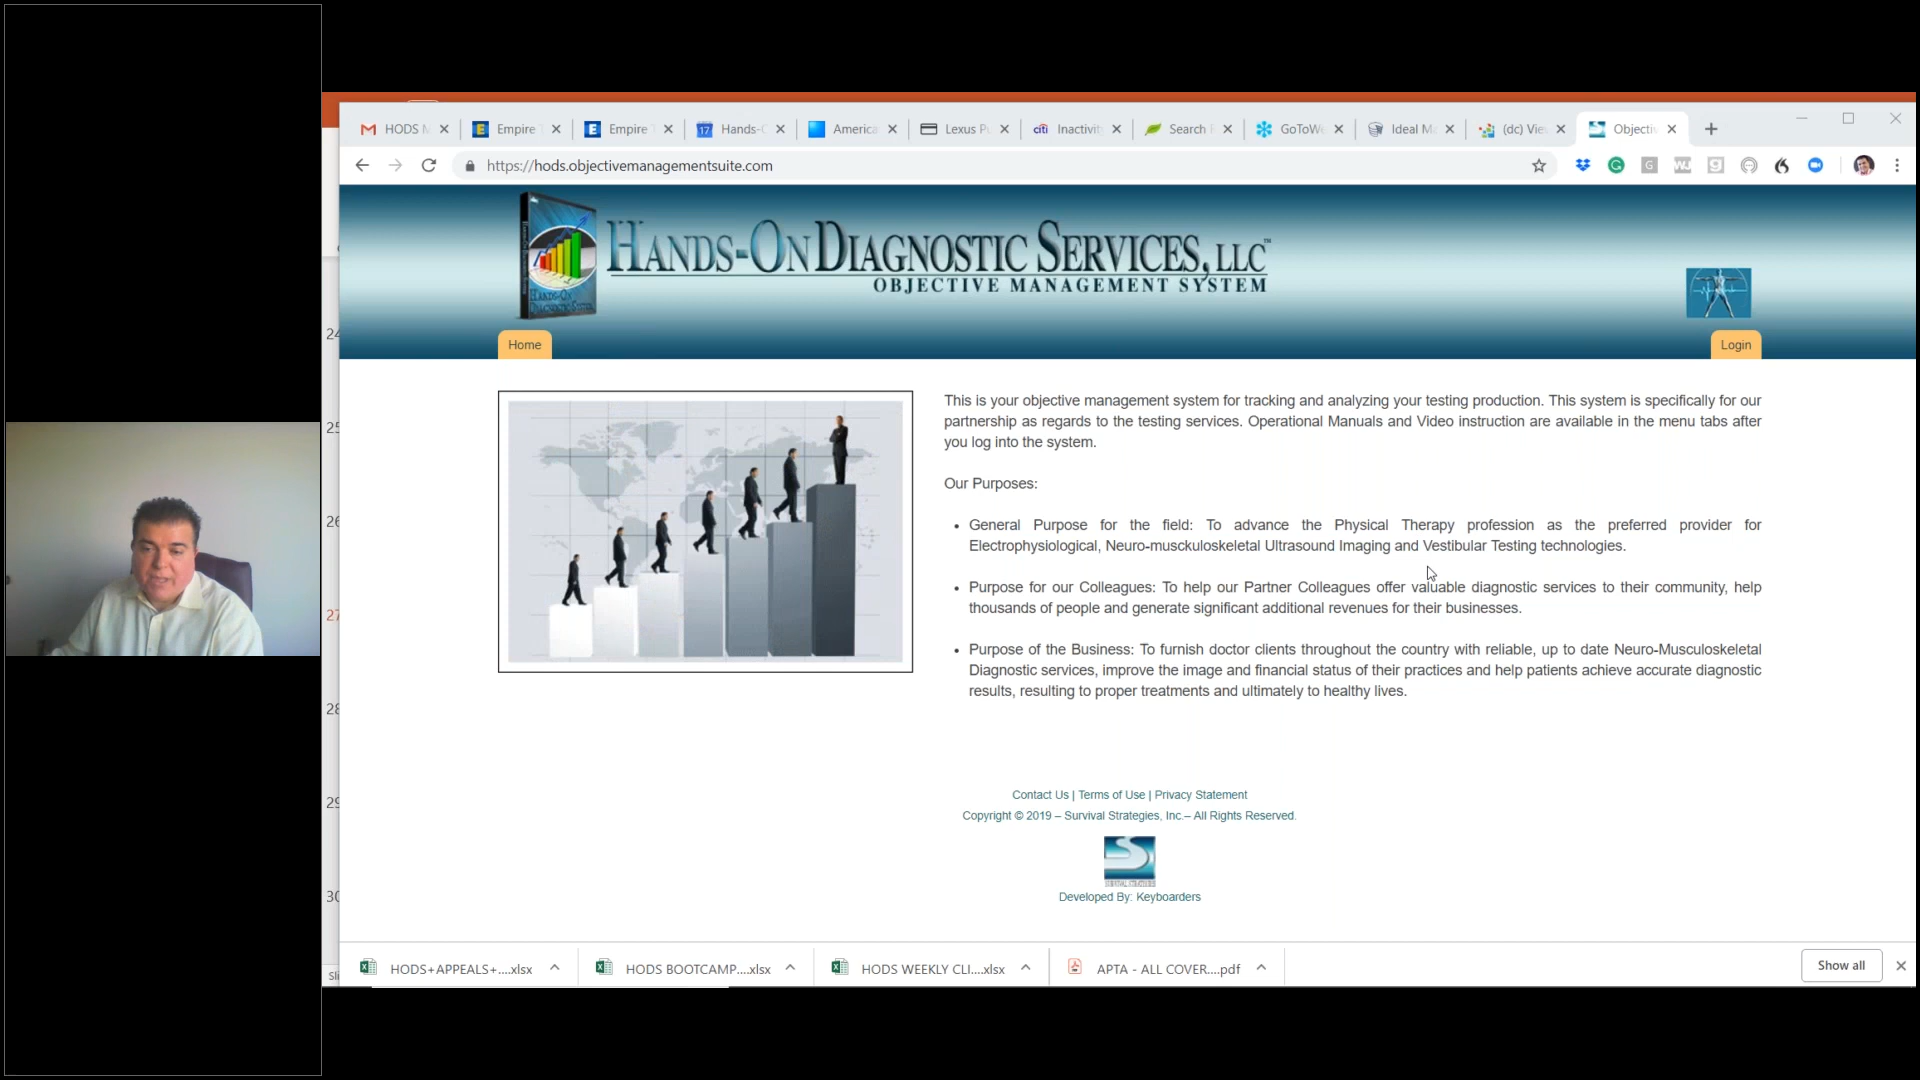 HODS M
Empire
Empire
17
Hands-
America
Lexus P
citi Inactivit
Search
GoToWe
Ideal M
(dc) Vie
Objecti
https://hods.objectivemanagementsuite.com
HANDS-ON DIAGNOSTIC SERVICES, LLC
OBJECTIVE MANAGEMENT SYSTEM
Home
Login
This is your objective management system for tracking and analyzing your testing production. This system is specifically for our
partnership as regards to the testing services. Operational Manuals and Video instruction are available in the menu tabs after
you log into the system.
Our Purposes:
General Purpose for the field: To advance the Physical Therapy profession as the preferred provider for
Electrophysiological, Neuro-musckuloskeletal Ultrasound Imaging and Vestibular Testing technologies.
Purpose for our Colleagues: To help our Partner Colleagues offer valuable diagnostic services to their community, help
thousands of people and generate significant additional revenues for their businesses.
Purpose of the Business: To furnish doctor clients throughout the country with reliable, up to date Neuro-Musculoskeletal
Diagnostic services, improve the image and financial status of their practices and help patients achieve accurate diagnostic
results, resulting to proper treatments and ultimately to healthy lives.
Contact Us | Terms of Use | Privacy Statement
Copyright © 2019 – Survival Strategies, Inc.– All Rights Reserved.
Developed By: Keyboarders
24
25
26
27
28
29
30
HODS+APPEALS+....xlsx
HODS BOOTCAMP....xlsx
HODS WEEKLY CLI....xlsx
APTA - ALL COVER....pdf
Show all